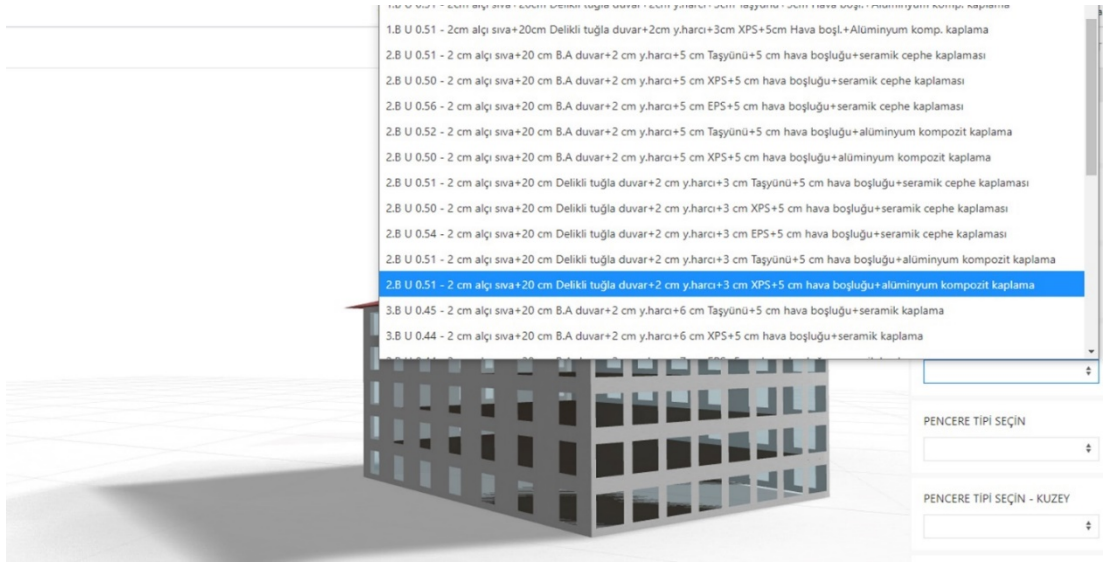 1.B U 0.51 - 2cm alçı sıva+20cm Delikli tuğla duvar+2cm y.harcı+3cm XPS+5cm Hava boşl.+Alüminyum komp. kaplama
2.B U 0.51 - 2 cm alçı sıva+20 cm B.A duvar+2 cm y.harcı+5 cm Taşyünü+5 cm hava boşluğu+seramik cephe kaplaması
2.B U 0.50 - 2 cm alçı sıva+20 cm B.A duvar+2 cm y.harcı+5 cm XPS+5 cm hava boşluğu+seramik cephe kaplaması
2.B U 0.56 - 2 cm alçı sıva+20 cm B.A duvar+2 cm y.harcı+5 cm EPS+5 cm hava boşluğu+seramik cephe kaplaması
2.B U 0.52 - 2 cm alçı sıva+20 cm B.A duvar+2 cm y.harcı+5 cm Taşyünü+5 cm hava boşluğu+alüminyum kompozit kaplama
2.B U 0.50 - 2 cm alçı sıva+20 cm B.A duvar+2 cm y.harcı+5 cm XPS+5 cm hava boşluğu+alüminyum kompozit kaplama
2.B U 0.51 - 2 cm alçı sıva+20 cm Delikli tuğla duvar+2 cm y.harcı+3 cm Taşyünü+5 cm hava boşluğu+seramik cephe kaplaması
2.B U 0.50 - 2 cm alçı sıva+20 cm Delikli tuğla duvar+2 cm y.harcı+3 cm XPS+5 cm hava boşluğu+seramik cephe kaplaması
2.B U 0.54 - 2 cm alçı sıva+20 cm Delikli tuğla duvar+2 cm y.harcı+3 cm EPS+5 cm hava boşluğu+seramik cephe kaplaması
2.B U 0.51 - 2 cm alçı sıva+20 cm Delikli tuğla duvar+2 cm y.harcı+3 cm Taşyünü+5 cm hava boşluğu+alüminyum kompozit kaplama
2.B U 0.51 - 2 cm alçı sıva+20 cm Delikli tuğla duvar+2 cm y.harcı+3 cm XPS+5 cm hava boşluğu+alüminyum kompozit kaplama
3.B U 0.45 - 2 cm alçı sıva+20 cm B.A duvar+2 cm y.harcı+6 cm Taşyünü+5 cm hava boşluğu+seramik kaplama
3.B U 0.44 - 2 cm alçı sıva+20 cm B.A duvar+2 cm y.harcı+6 cm XPS+5 cm hava boşluğu+seramik kaplama
PENCERE TİPİ SEÇİN
PENCERE TİPİ SEÇİN - KUZEY